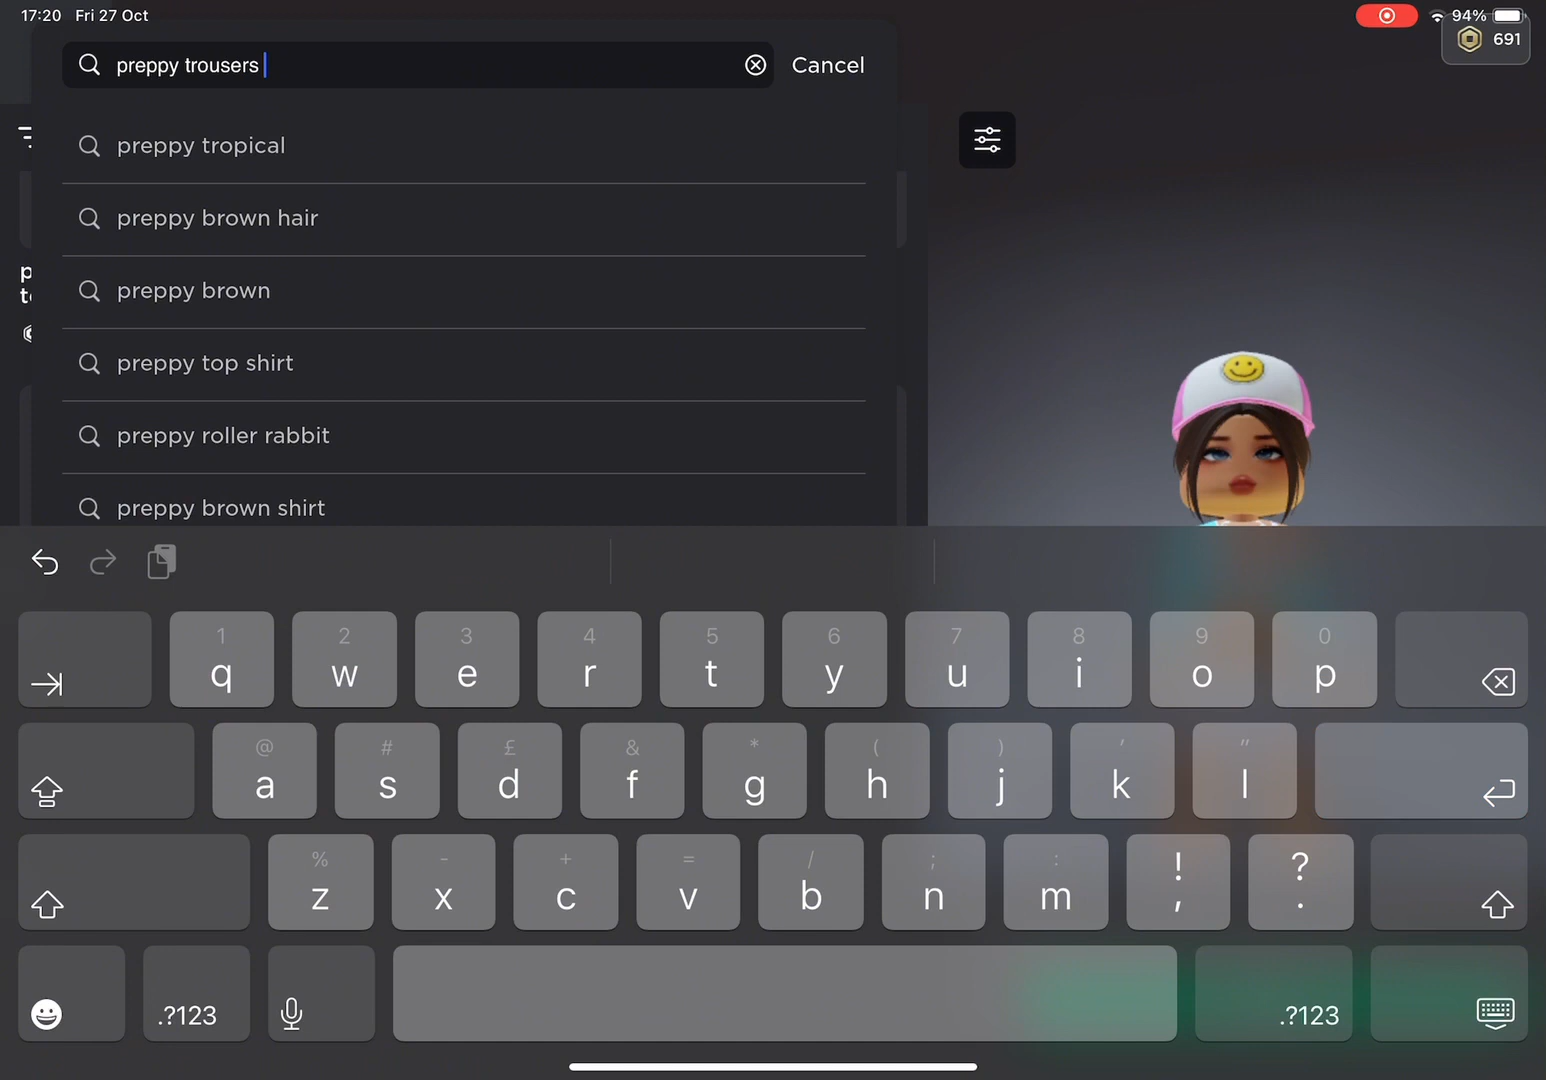 17:20 Fri 27 Oct
94%
691
preppy trousers
Cancel
preppy tropical
preppy brown hair
preppy brown
preppy top shirt
preppy roller rabbit
preppy brown shirt
1 2 3 4 5 6 7 8 9 0
q w e r t y u i o p
@ # £ & * ( ) ' "
a s d f g h j k l
% - + = / ; : ! ?
z x c v b n m , .
.?123 .?123